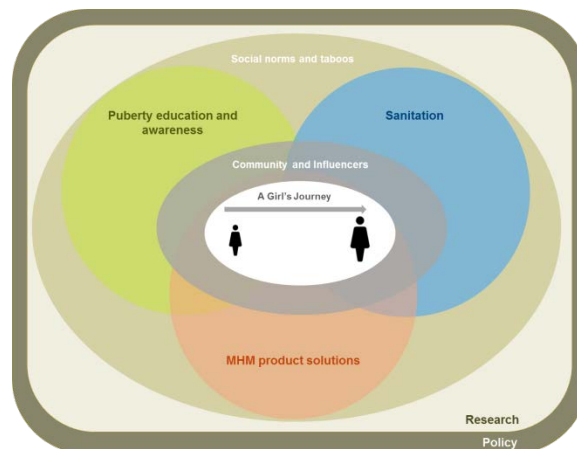 Social norms and taboos
Puberty education and
awareness
Sanitation
Community and Influencers
A Girl's Journey
MHM product solutions
Research
Policy